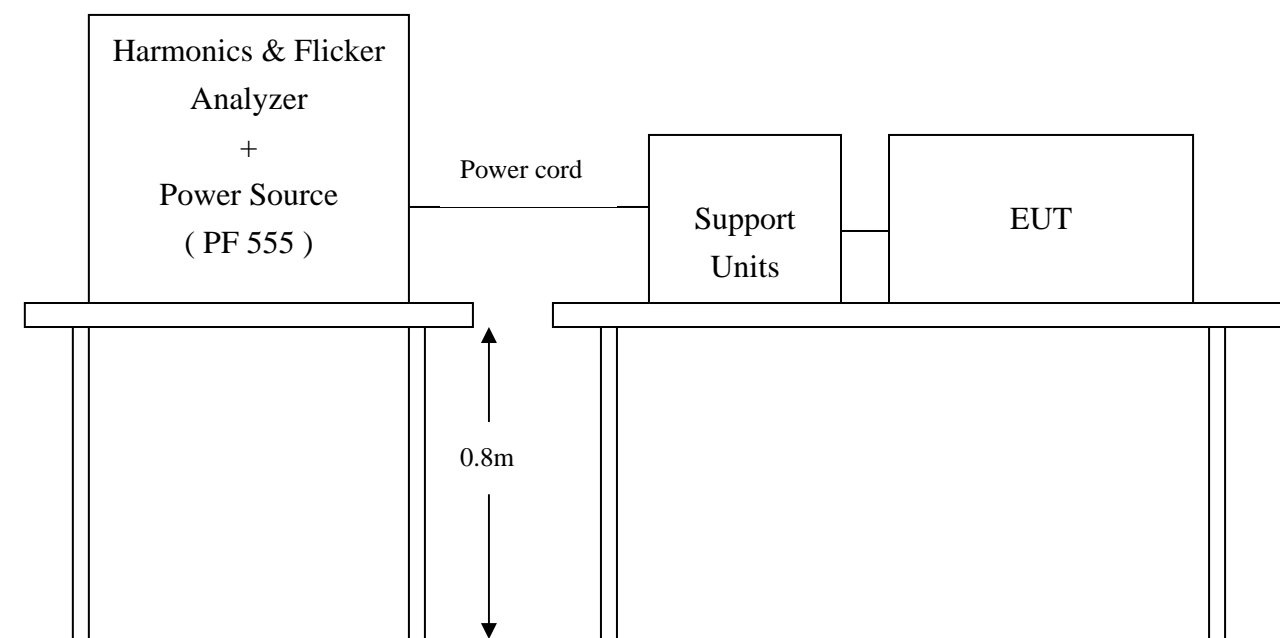 Harmonics & Flicker
Analyzer
+
Power Source
( PF 555 )
Power cord
Support
Units
EUT
0.8m